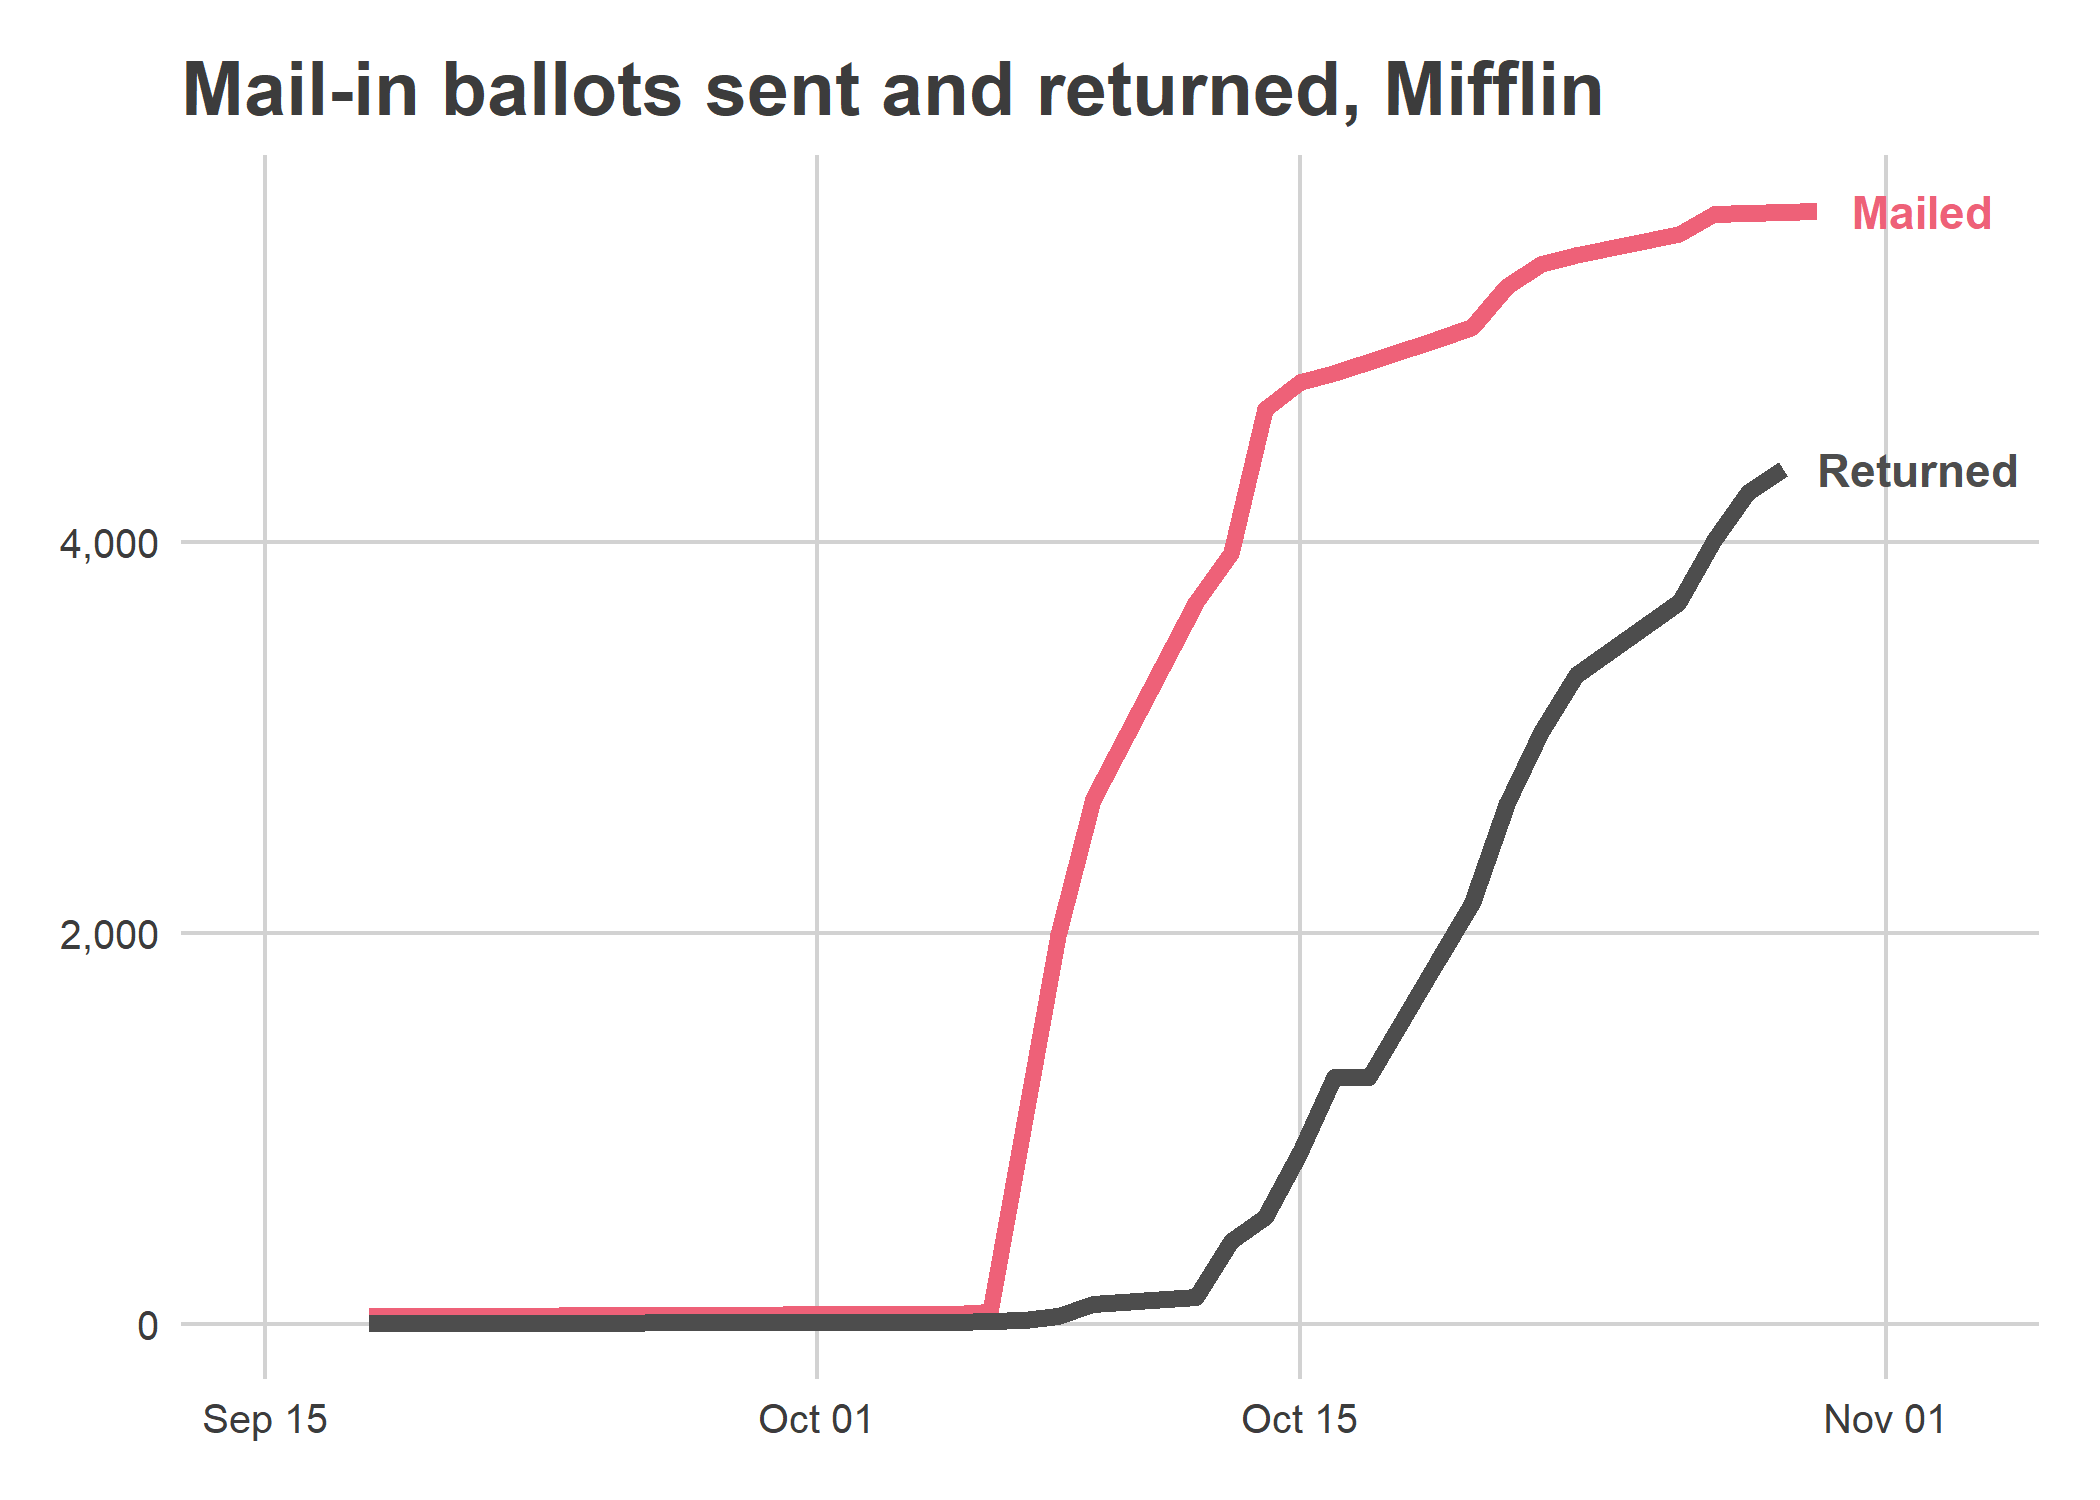 Mail-in ballots sent and returned, Mifflin
Mailed
Returned
4,000
2,000
0
Sep 15
Oct 01
Oct 15
Nov 01